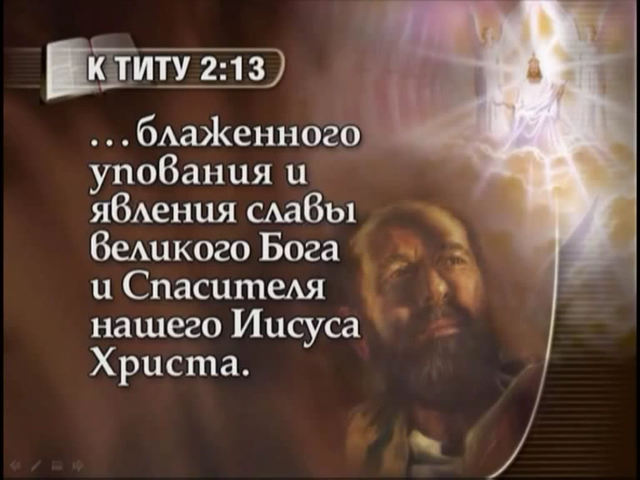 К ТИТУ 2:13
...блаженного
упования и
явления славы
великого Бога
и Спасителя
нашего Иисуса
Христа.